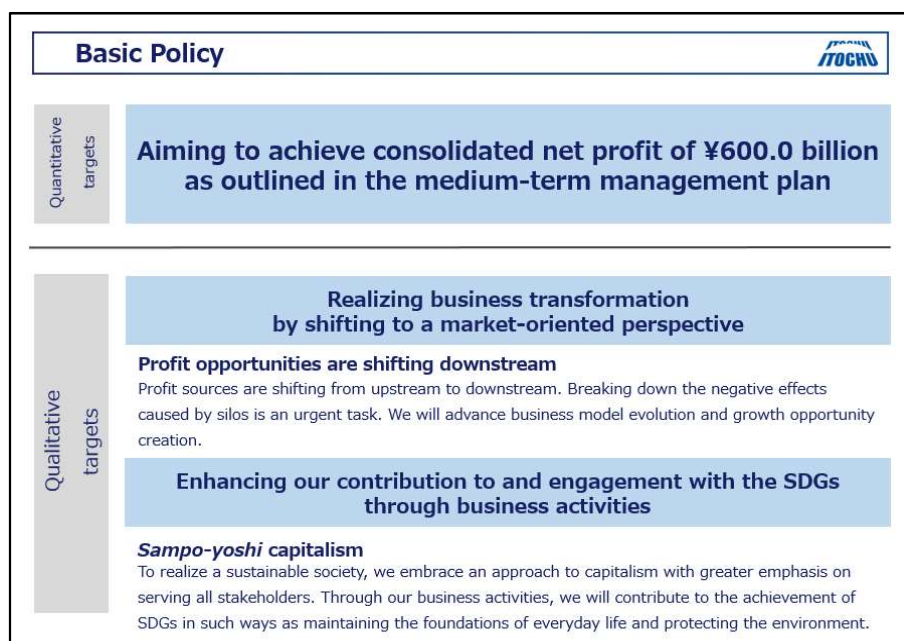 Basic Policy
ITOCHU
Quantitative
targets
Aiming to achieve consolidated net profit of ¥600.0 billion
as outlined in the medium-term management plan
Qualitative
targets
Realizing business transformation
by shifting to a market-oriented perspective
Profit opportunities are shifting downstream
Profit sources are shifting from upstream to downstream. Breaking down the negative effects
caused by silos is an urgent task. We will advance business model evolution and growth opportunity
creation.
Enhancing our contribution to and engagement with the SDGs
through business activities
Sampo-yoshi capitalism
To realize a sustainable society, we embrace an approach to capitalism with greater emphasis on
serving all stakeholders. Through our business activities, we will contribute to the achievement of
SDGs in such ways as maintaining the foundations of everyday life and protecting the environment.